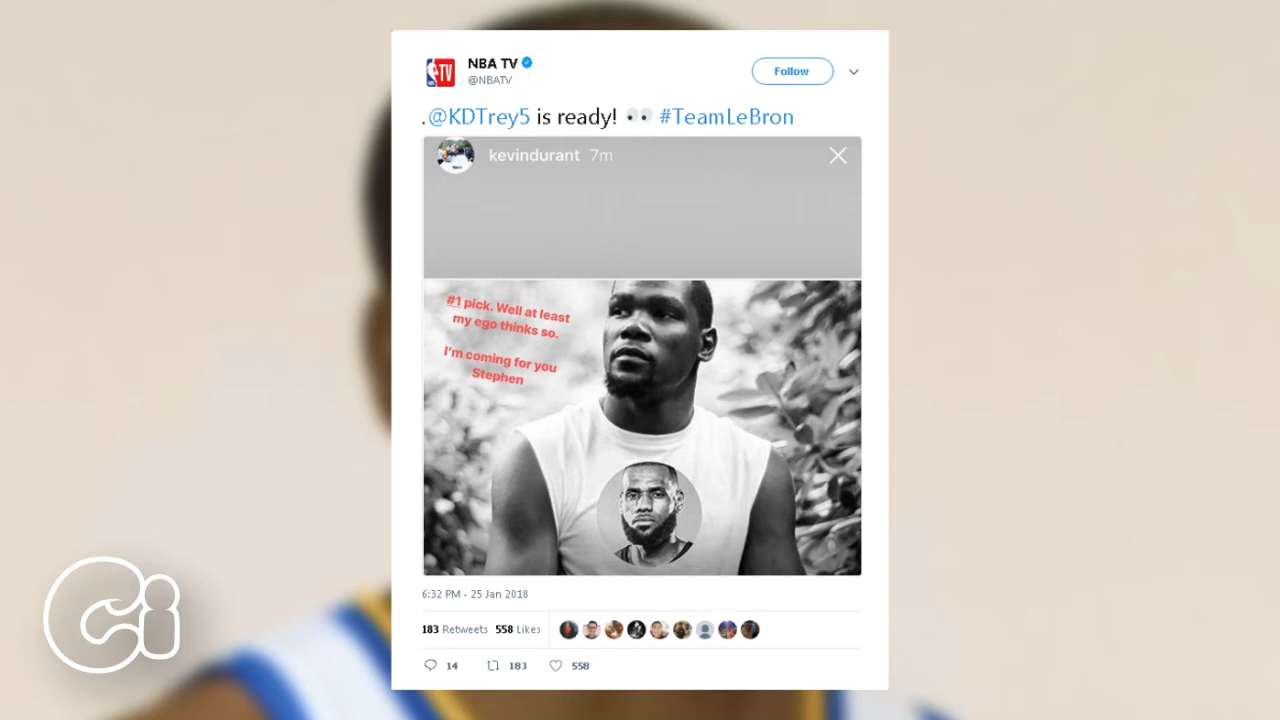 NBA TV
@NBATV
Follow
.@KDTrey5 is ready! 👀 #TeamLeBron
kevindurant 7m
#1 pick. Well at least
my ego thinks so.
I'm coming for you
Stephen
6:32 PM - 25 Jan 2018
183 Retweets 558 Likes
14 183 558
Ci